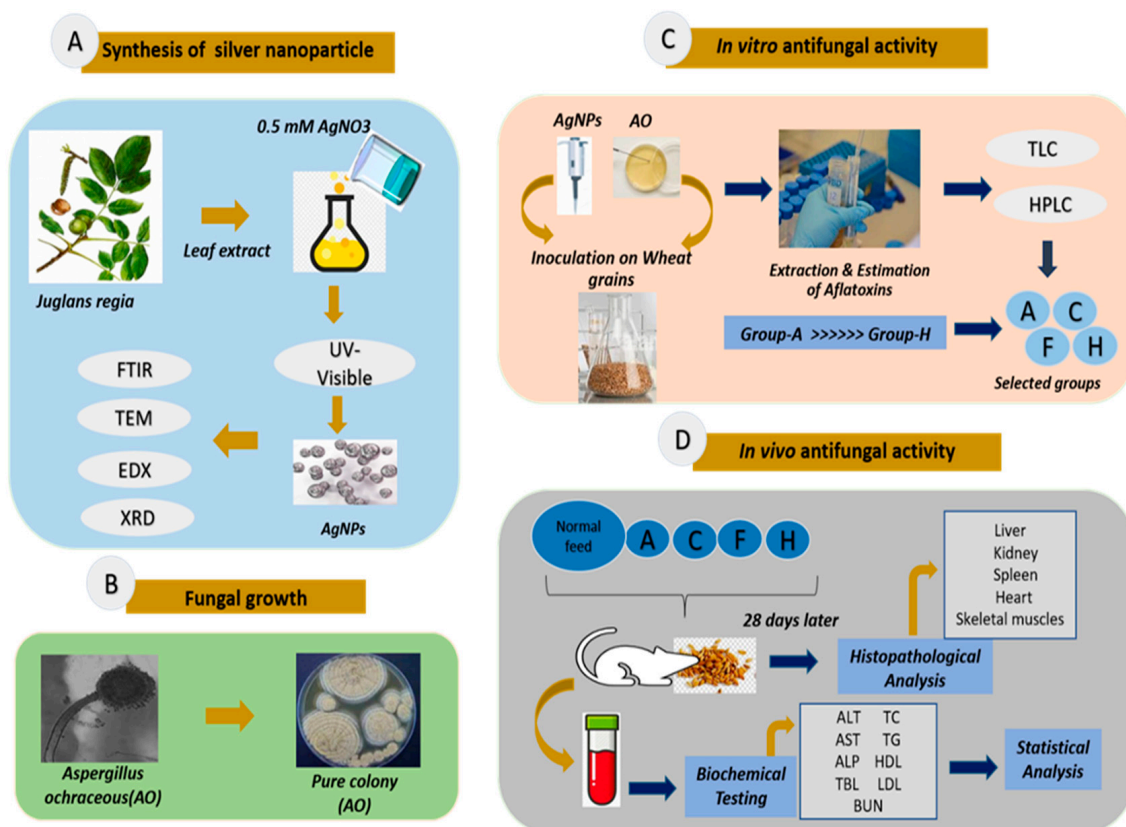 A
Synthesis of silver nanoparticle
0.5 mM AgNO3
Leaf extract
Juglans regia
UV-
Visible
FTIR
TEM
EDX
XRD
AgNPs
B
Fungal growth
Aspergillus
ochraceous(AO)
Pure colony
(AO)
C
In vitro antifungal activity
AgNPs
AO
Inoculation on Wheat
grains
Extraction & Estimation
of Aflatoxins
TLC
HPLC
Group-A >>>>>> Group-H
A
C
F
H
Selected groups
D
In vivo antifungal activity
Normal
feed
A
C
F
H
28 days later
Histopathological
Analysis
Liver
Kidney
Spleen
Heart
Skeletal muscles
Biochemical
Testing
ALT TC
AST TG
ALP HDL
TBL LDL
BUN
Statistical
Analysis